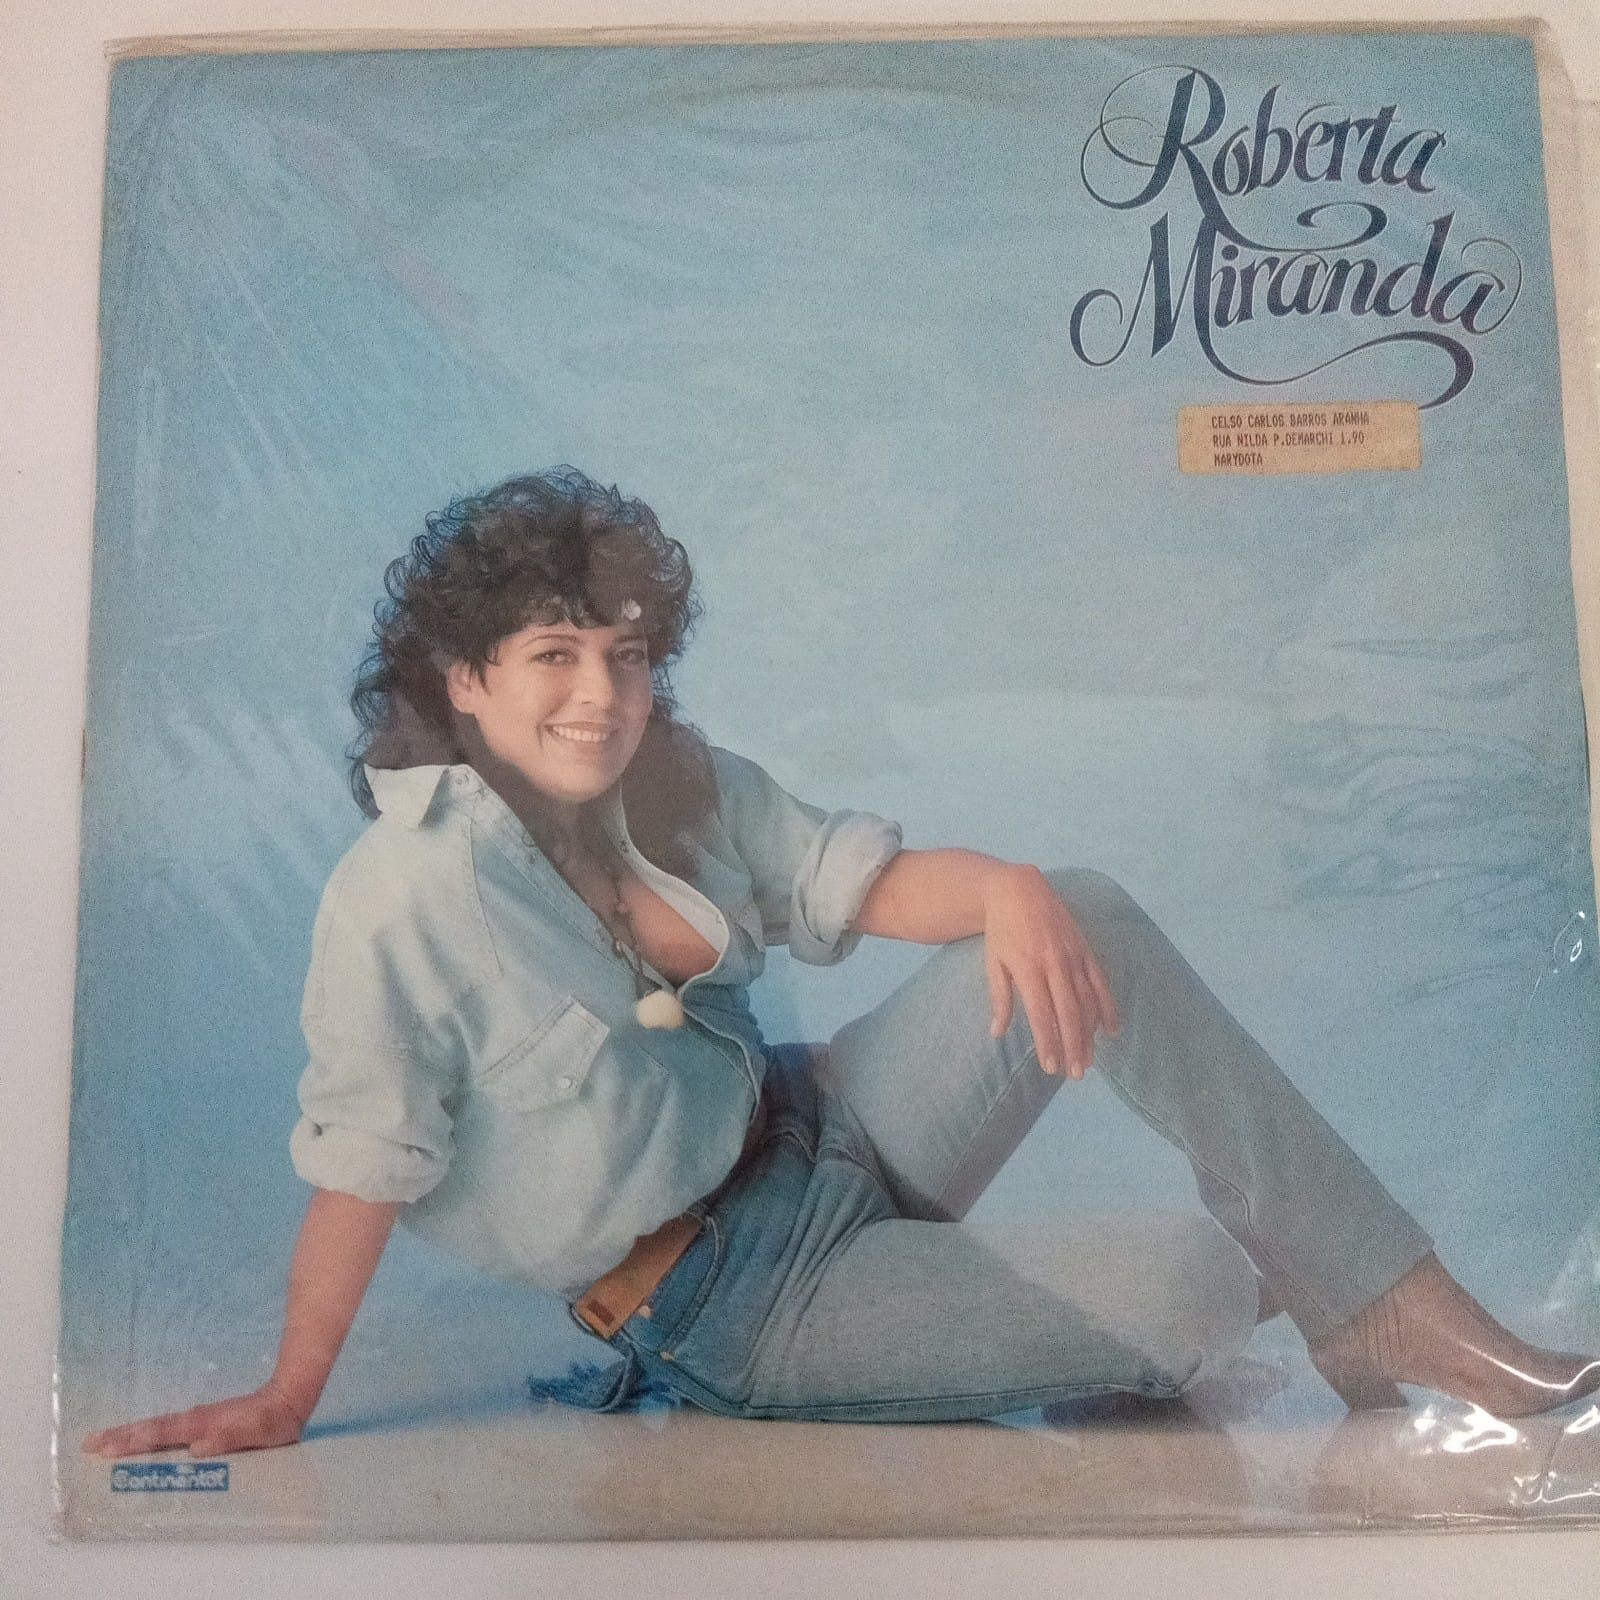 Roberta
Miranda
CELSO CARLOS BARROS ARANHA
RUA NILDA P.DEMARCHI 1.90
MARYDOTA
Continental